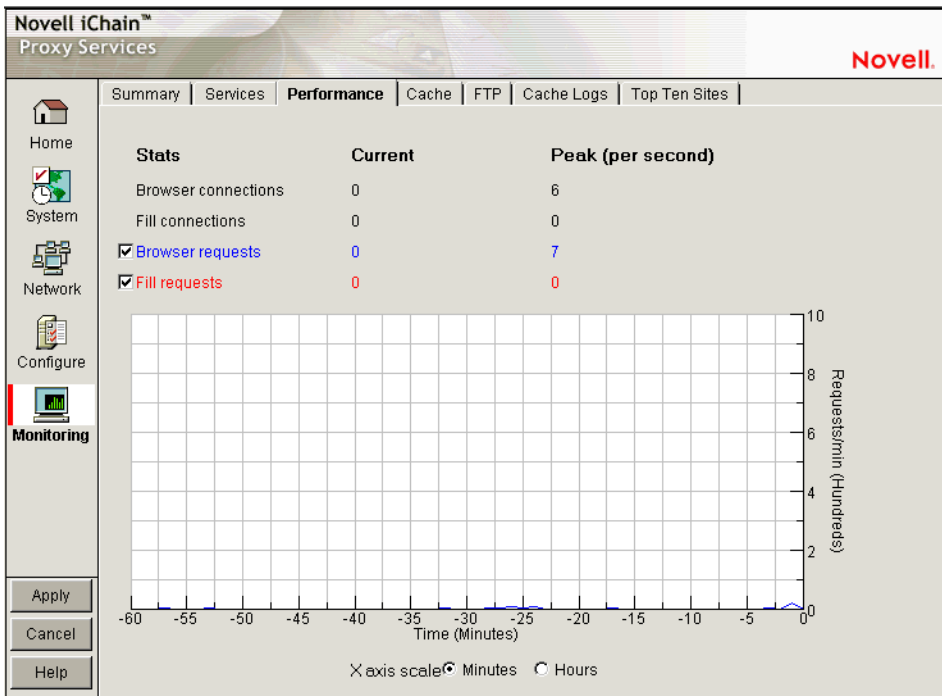 Novell iChain™
Proxy Services
Novell.
Summary Services Performance Cache FTP Cache Logs Top Ten Sites
Home
System
Network
Configure
Monitoring
Stats Current Peak (per second)
Browser connections 0 6
Fill connections 0 0
Browser requests 0 7
Fill requests 0 0
10
8
6
4
2
0
Requests/min (Hundreds)
-60 -55 -50 -45 -40 -35 -30 -25 -20 -15 -10 -5 0
Time (Minutes)
X axis scale Minutes Hours
Apply
Cancel
Help